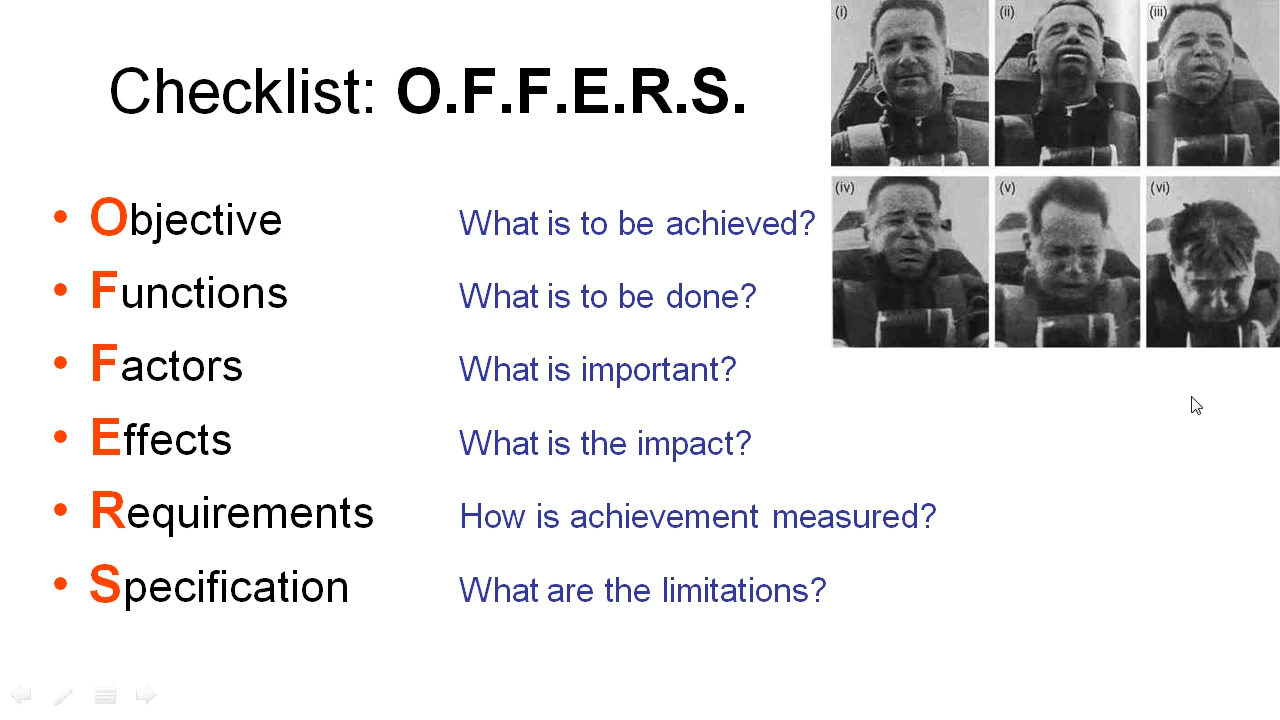 Checklist: O.F.F.E.R.S.
• Objective What is to be achieved?
• Functions What is to be done?
• Factors What is important?
• Effects What is the impact?
• Requirements How is achievement measured?
• Specification What are the limitations?
(i) (ii) (iii)
(iv) (v) (vi)